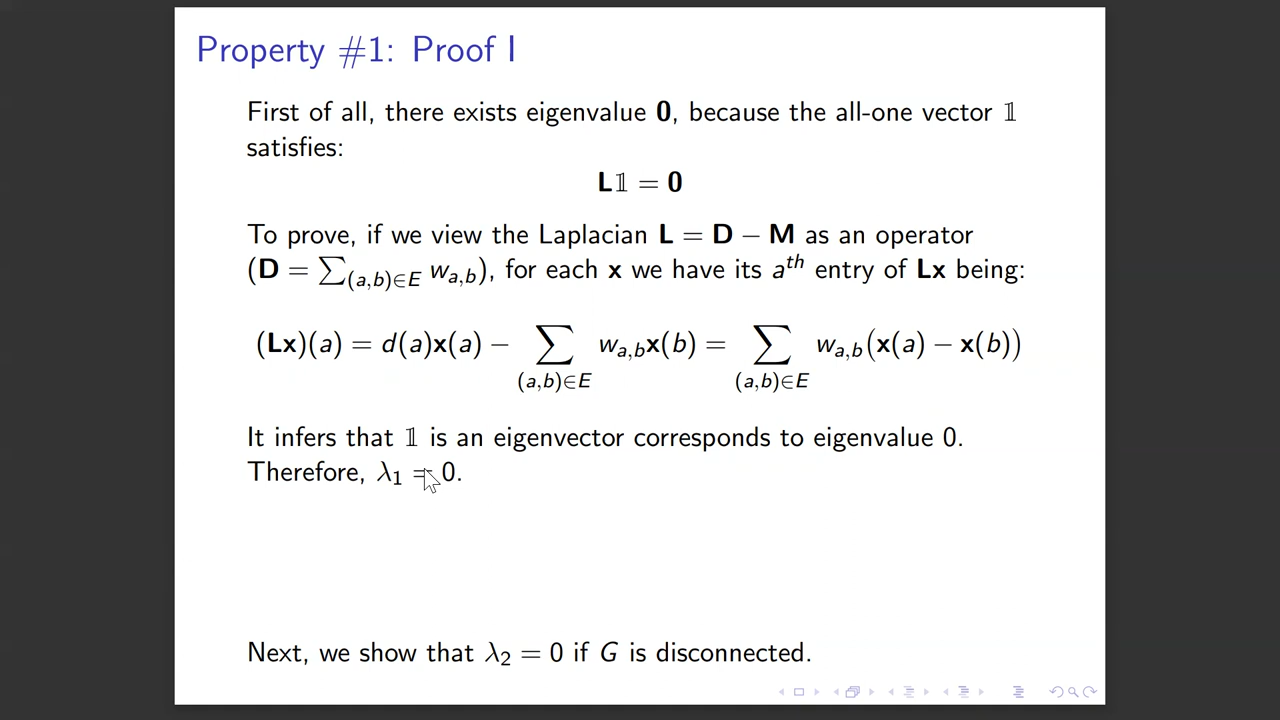 Property #1: Proof I
First of all, there exists eigenvalue 0, because the all-one vector 𝟙
satisfies:
L𝟙 = 0
To prove, if we view the Laplacian L = D − M as an operator
(D = ∑_{(a,b)∈E} w_{a,b}), for each x we have its a^{th} entry of Lx being:
(Lx)(a) = d(a)x(a) − ∑_{(a,b)∈E} w_{a,b}x(b) = ∑_{(a,b)∈E} w_{a,b}(x(a) − x(b))
It infers that 𝟙 is an eigenvector corresponds to eigenvalue 0.
Therefore, λ₁ = 0.
Next, we show that λ₂ = 0 if G is disconnected.